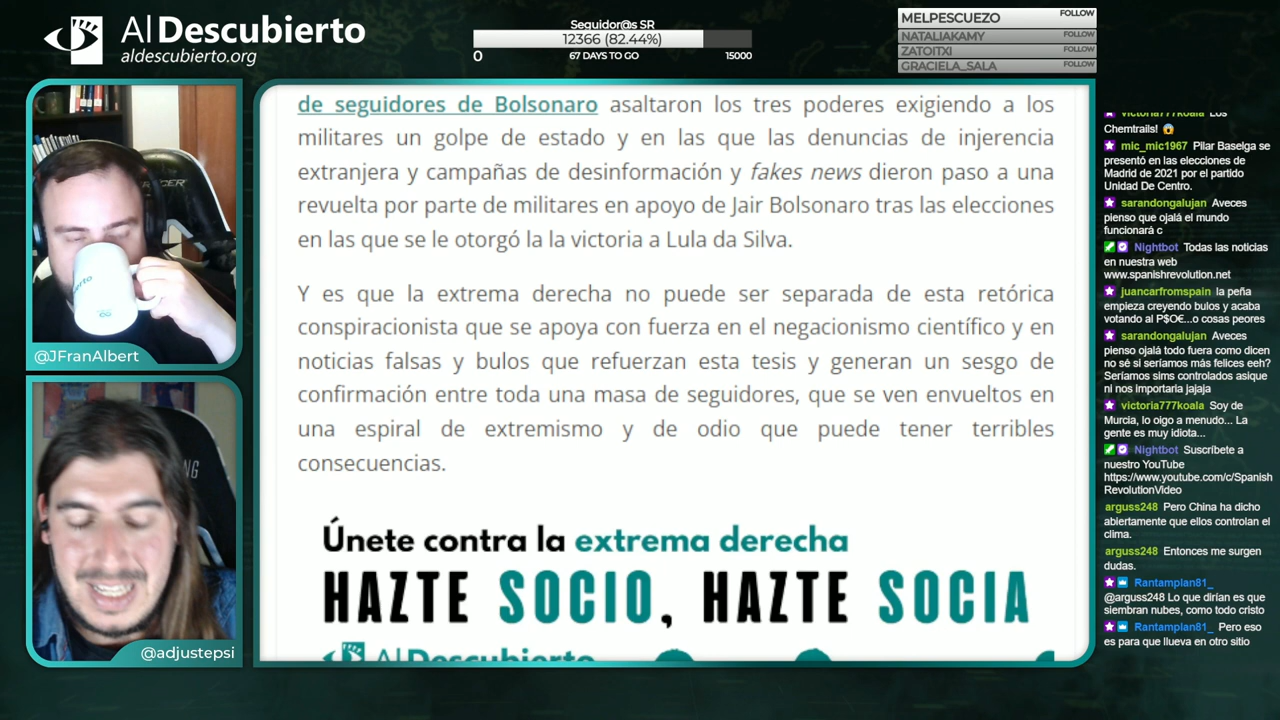 Al Descubierto
aldescubierto.org
Seguidor@s SR
12366 (82.44%)
0
67 DAYS TO GO
15000
MELPESCUEZO FOLLOW
NATALIAKAMY FOLLOW
ZATOITXI FOLLOW
GRACIELA_SALA FOLLOW
@JFranAlbert
@adjustepsi
de seguidores de Bolsonaro asaltaron los tres poderes exigiendo a los
militares un golpe de estado y en las que las denuncias de injerencia
extranjera y campañas de desinformación y fakes news dieron paso a una
revuelta por parte de militares en apoyo de Jair Bolsonaro tras las elecciones
en las que se le otorgó la la victoria a Lula da Silva.
Y es que la extrema derecha no puede ser separada de esta retórica
conspiracionista que se apoya con fuerza en el negacionismo científico y en
noticias falsas y bulos que refuerzan esta tesis y generan un sesgo de
confirmación entre toda una masa de seguidores, que se ven envueltos en
una espiral de extremismo y de odio que puede tener terribles
consecuencias.
Únete contra la extrema derecha
HAZTE SOCIO, HAZTE SOCIA
Al Descubierto
victoria777koala Los
Chemtrails!
mic_mic1967 Pilar Baselga se
presentó en las elecciones de
Madrid de 2021 por el partido
Unidad De Centro.
sarandongalujan Aveces
pienso que ojalá el mundo
funcionará c
Nightbot Todas las noticias
en nuestra web
www.spanishrevolution.net
juancarfromspain la peña
empieza creyendo bulos y acaba
votando al P$O€...o cosas peores
sarandongalujan Aveces
pienso ojalá todo fuera como dicen
no sé si seríamos más felices eeh?
Seríamos sims controlados asique
ni nos importaria jajaja
victoria777koala Soy de
Murcia, lo oigo a menudo... La
gente es muy idiota...
Nightbot Suscríbete a
nuestro YouTube
https://www.youtube.com/c/Spanish
RevolutionVideo
arguss248 Pero China ha dicho
abiertamente que ellos controlan el
clima.
arguss248 Entonces me surgen
dudas.
Rantamplan81_
@arguss248 Lo que dirían es que
siembran nubes, como todo cristo
Rantamplan81_ Pero eso
es para que llueva en otro sitio